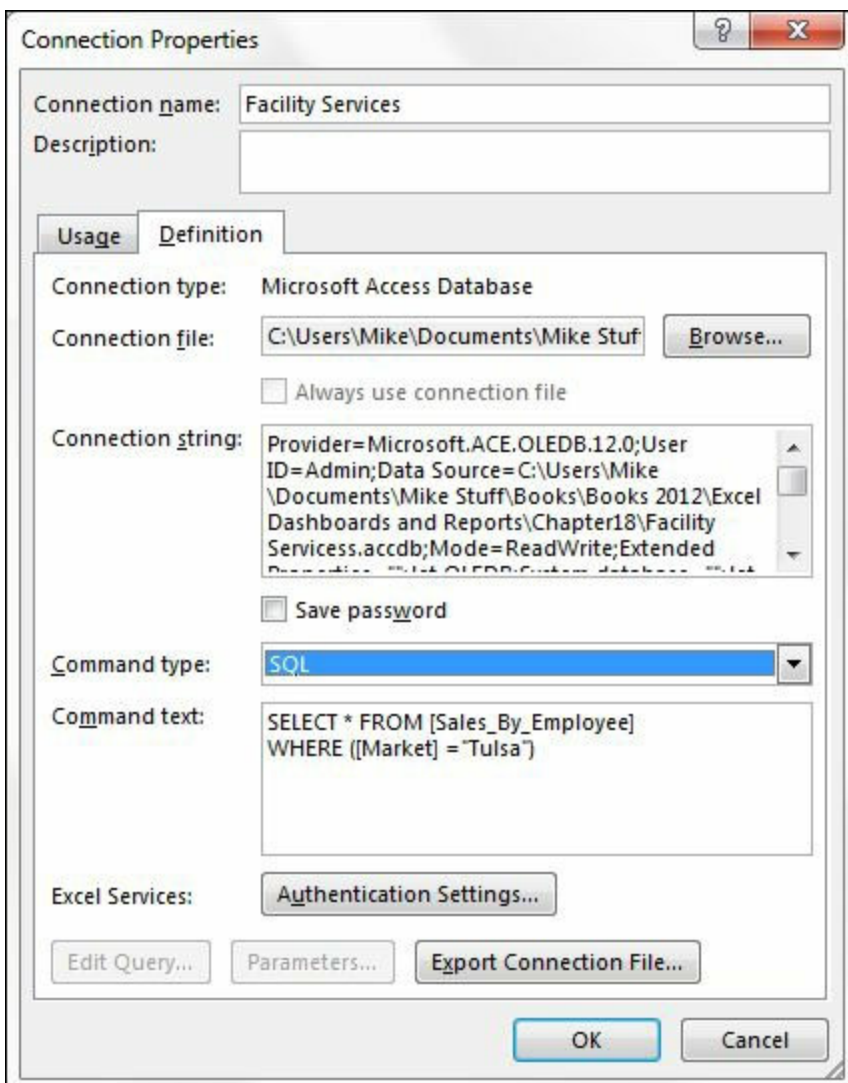 Connection Properties
Connection name: Facility Services
Description:
Usage Definition
Connection type: Microsoft Access Database
Connection file: C:\Users\Mike\Documents\Mike Stuf Browse...
Always use connection file
Connection string: Provider=Microsoft.ACE.OLEDB.12.0;User
ID=Admin;Data Source=C:\Users\Mike
\Documents\Mike Stuff\Books\Books 2012\Excel
Dashboards and Reports\Chapter18\Facility
Servicess.accdb;Mode=ReadWrite;Extended
Save password
Command type: SQL
Command text: SELECT * FROM [Sales_By_Employee]
WHERE ([Market] ="Tulsa")
Excel Services: Authentication Settings...
Edit Query... Parameters... Export Connection File...
OK Cancel